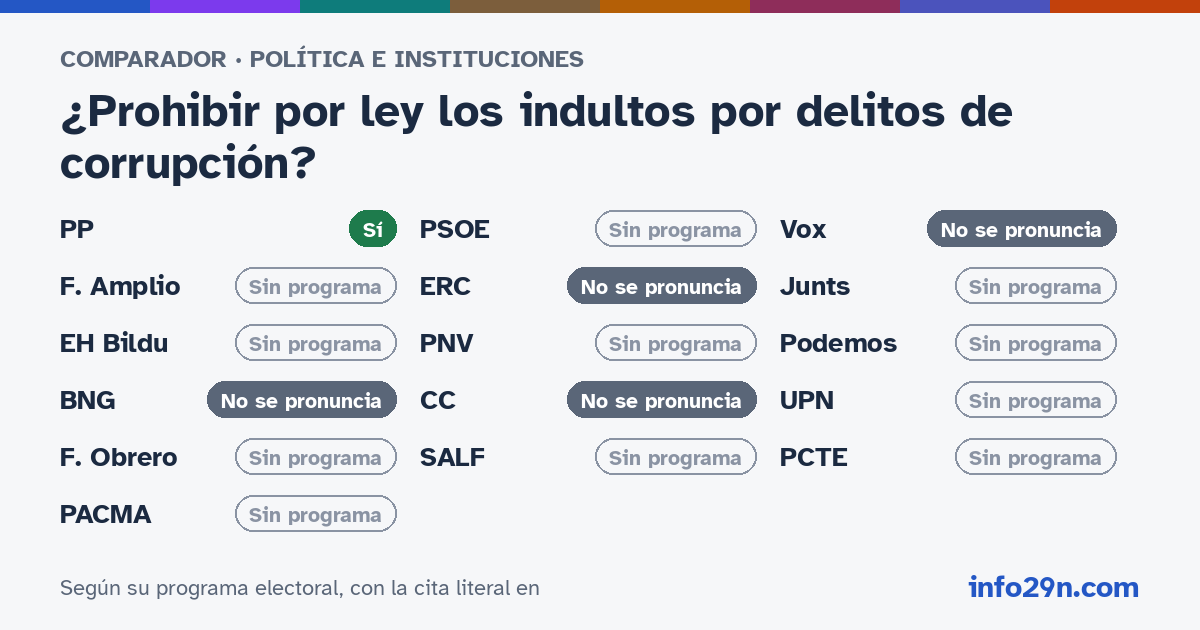 COMPARADOR · POLÍTICA E INSTITUCIONES
¿Prohibir por ley los indultos por delitos de
corrupción?
PP Sí PSOE Sin programa Vox No se pronuncia
F. Amplio Sin programa ERC No se pronuncia Junts Sin programa
EH Bildu Sin programa PNV Sin programa Podemos Sin programa
BNG No se pronuncia CC No se pronuncia UPN Sin programa
F. Obrero Sin programa SALF Sin programa PCTE Sin programa
PACMA Sin programa
Según su programa electoral, con la cita literal en info29n.com